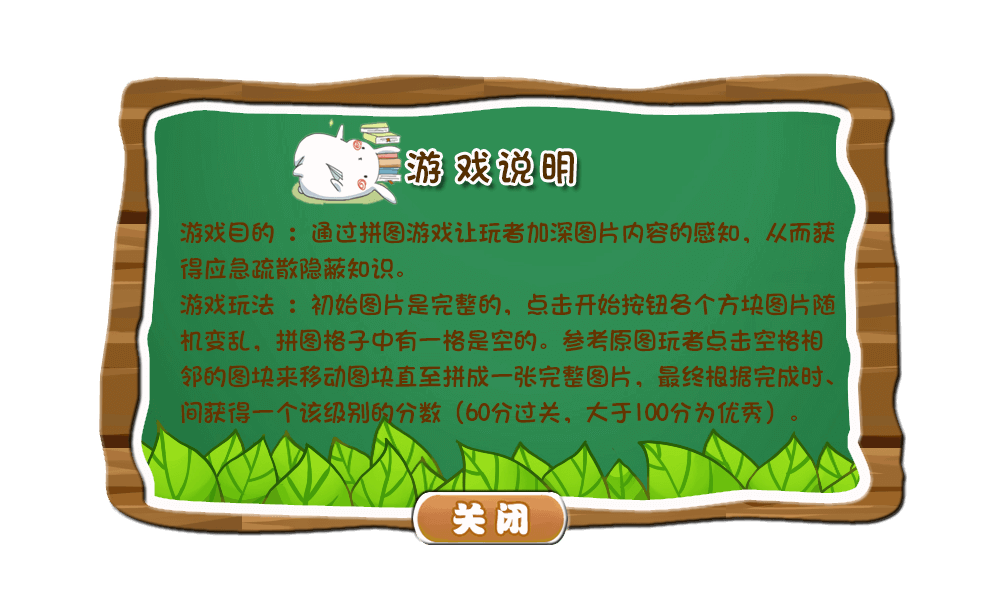 游戏说明
游戏目的 ： 通过拼图游戏让玩者加深图片内容的感知，从而获
得应急疏散隐蔽知识。
游戏玩法 ： 初始图片是完整的，点击开始按钮各个方块图片随
机变乱，拼图格子中有一格是空的。参考原图玩者点击空格相
邻的图块来移动图块直至拼成一张完整图片，最终根据完成时、
间获得一个该级别的分数（60分过关，大于100分为优秀）。
关闭